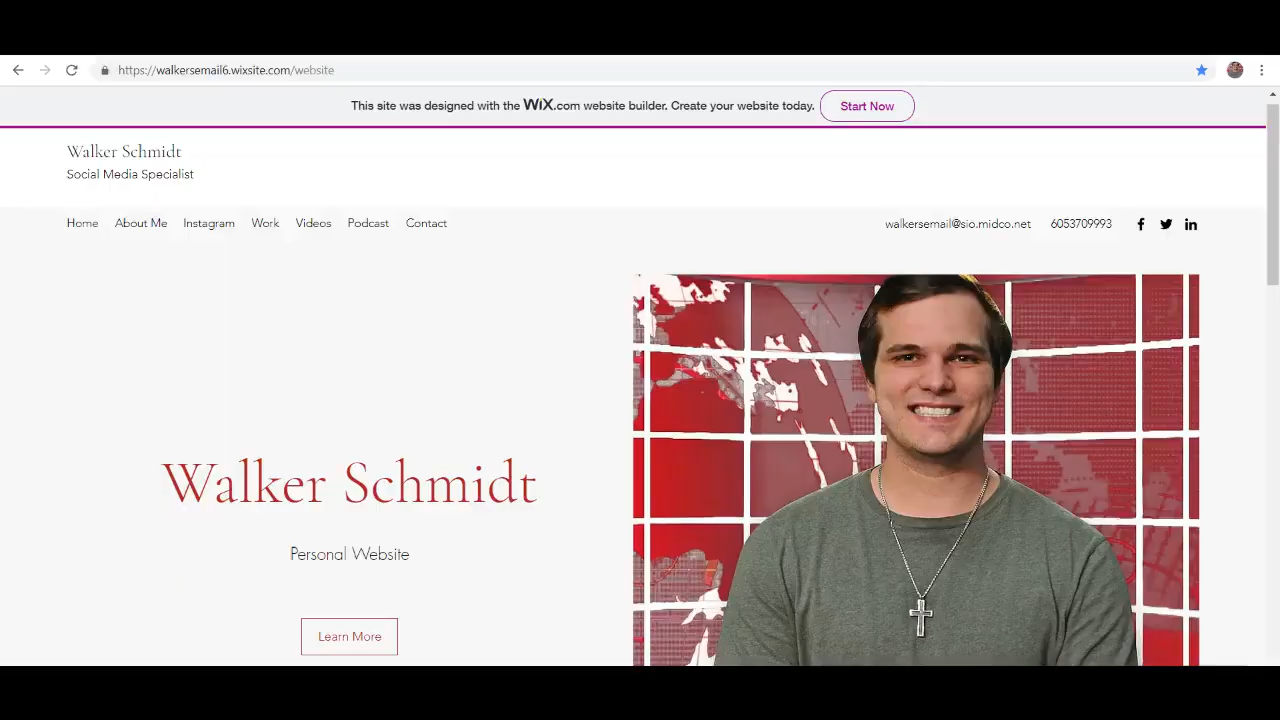 https://walkersemail6.wixsite.com/website
This site was designed with the WiX.com website builder. Create your website today. Start Now
Walker Schmidt
Social Media Specialist
Home About Me Instagram Work Videos Podcast Contact walkersemail@sio.midco.net 6053709993
Walker Schmidt
Personal Website
Learn More